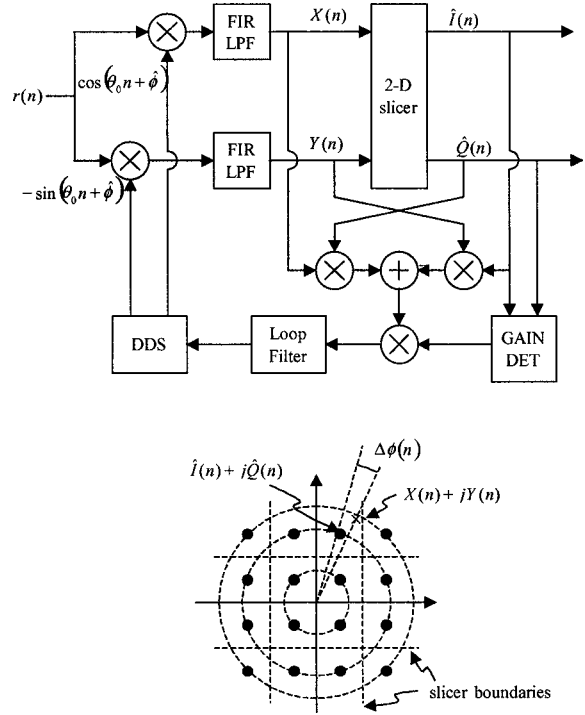 FIR
LPF
X(n)
2-D
slicer
Î(n)
r(n)
cos(θ₀n + φ̂)
FIR
LPF
Y(n)
Q̂(n)
−sin(θ₀n + φ̂)
DDS
Loop
Filter
GAIN
DET
Δφ(n)
Î(n) + jQ̂(n)
X(n) + jY(n)
slicer boundaries